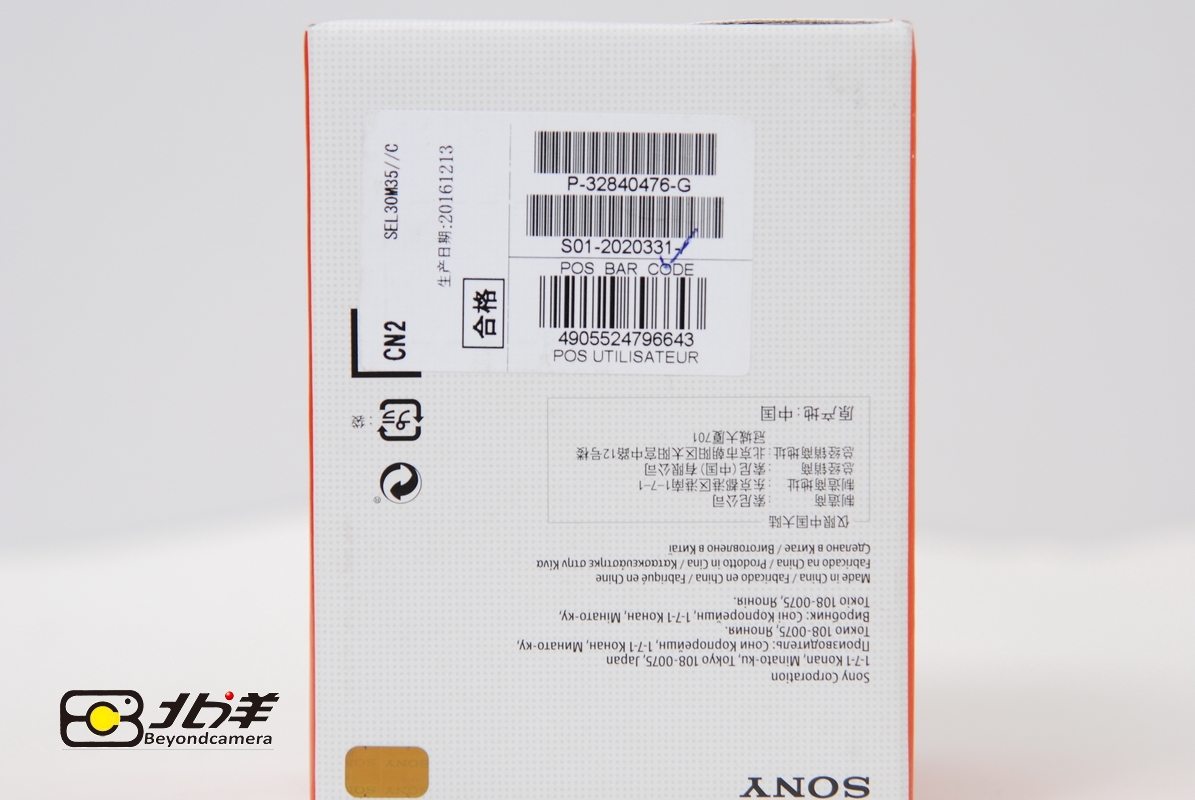 P-32840476-G
S01-2020331-
POS BAR CODE
4905524796643
POS UTILISATEUR
SEL30M35//C
生产日期:20161213
合格
CN2
袋:
プラ
原产地:中国
冠城大厦701
总经销商地址:北京市朝阳区太阳宫中路12号楼
总经销商:索尼(中国)有限公司
制造商地址:东京都港区港南1-7-1
制造商:索尼公司
仅限中国大陆
Сделано в Китае / Виготовлено в Китаї
Fabricado na China / Prodotto in Cina / Κατασκευάστηκε στην Κίνα
Made in China / Fabricado en China / Fabriqué en Chine
Токіо 108-0075, Японія.
Виробник: Соні Корпорейшн, 1-7-1 Конан, Мінато-ку,
Токио 108-0075, Япония.
Производитель: Сони Корпорейшн, 1-7-1 Конан, Минато-ку,
1-7-1 Konan, Minato-ku, Tokyo 108-0075, Japan
Sony Corporation
SONY
北洋
Beyondcamera